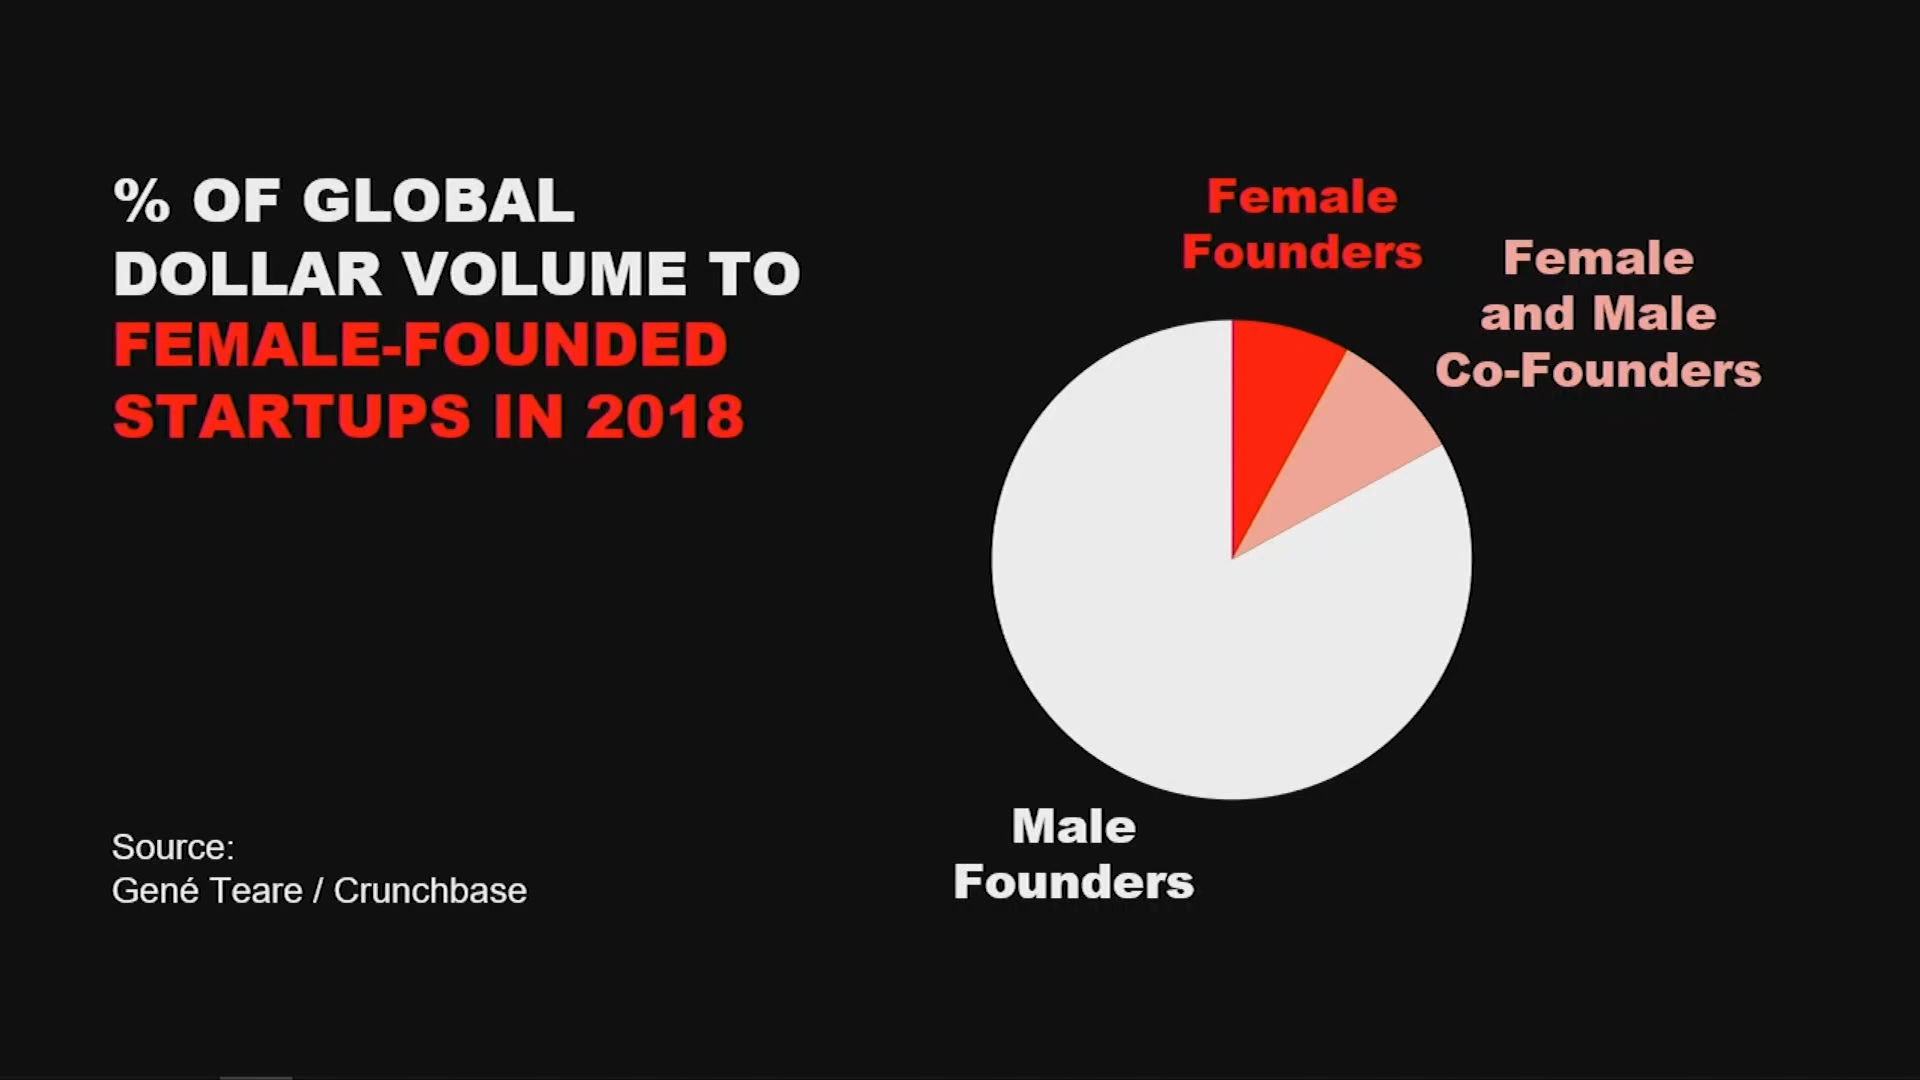 % OF GLOBAL
DOLLAR VOLUME TO
FEMALE-FOUNDED
STARTUPS IN 2018
Female
Founders
Female
and Male
Co-Founders
Male
Founders
Source:
Gené Teare / Crunchbase